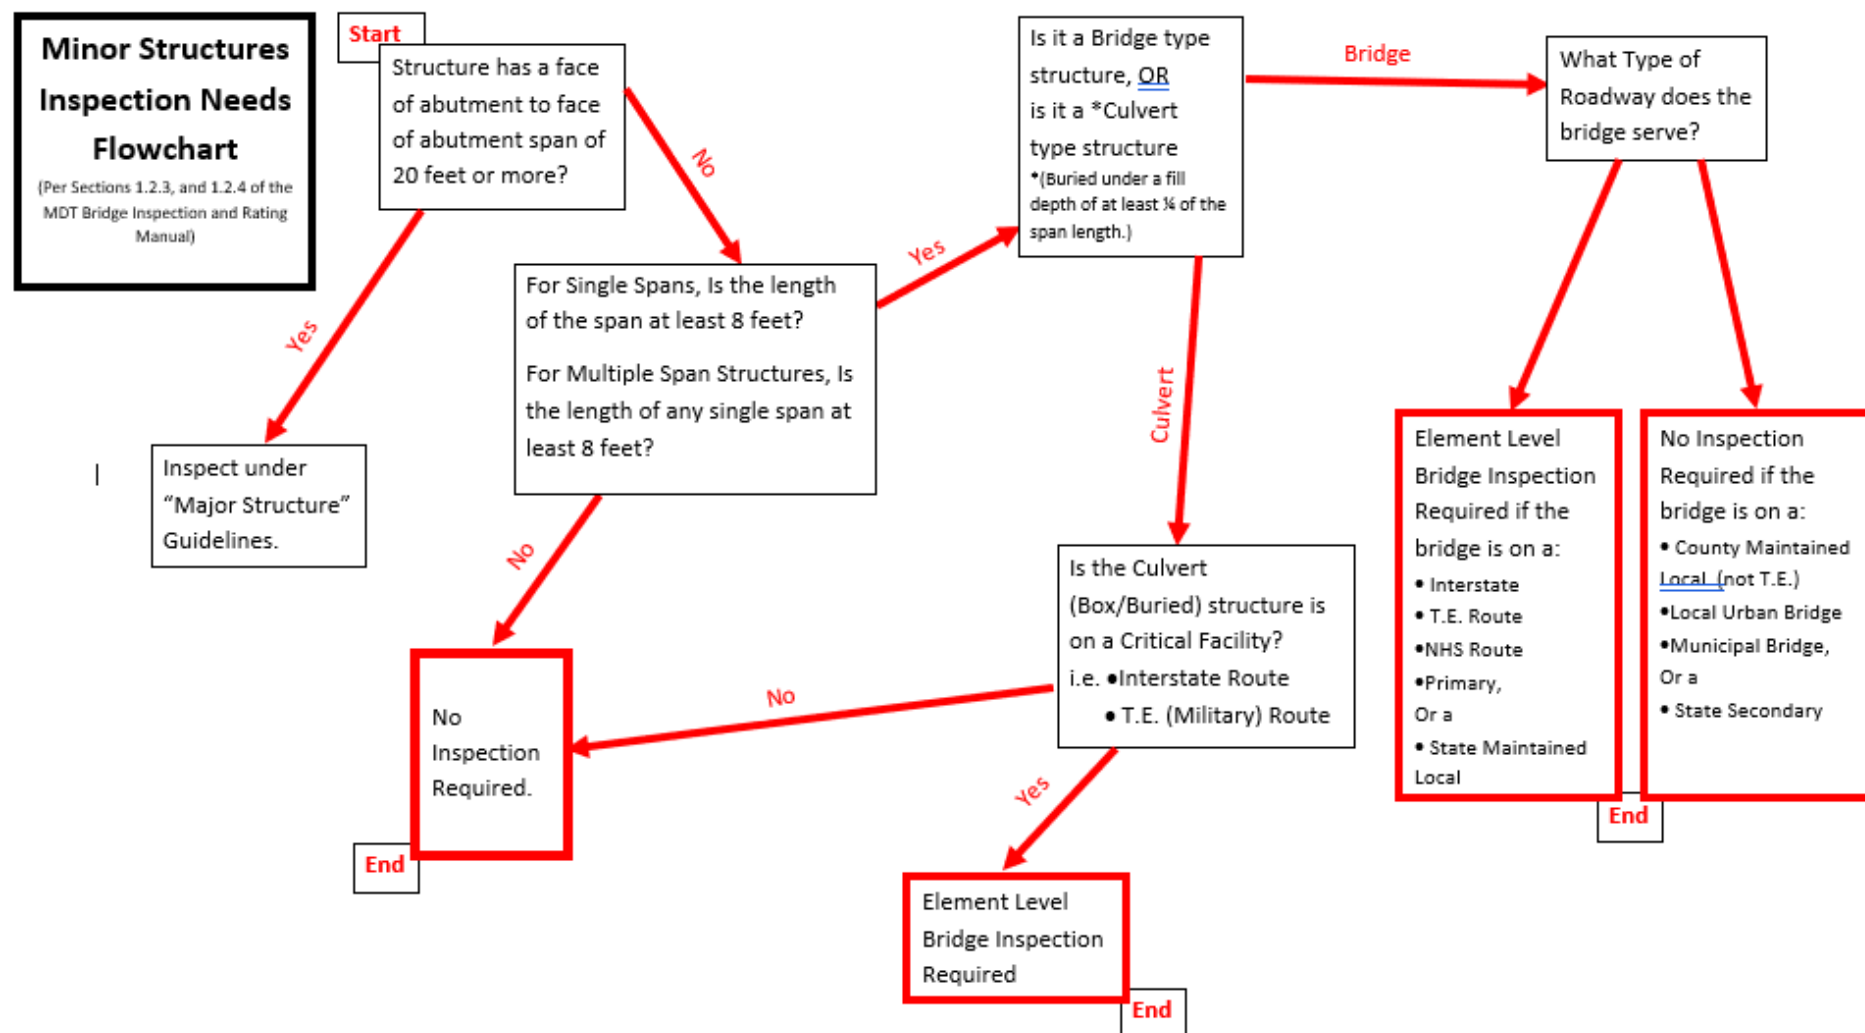 Minor Structures
Inspection Needs
Flowchart
(Per Sections 1.2.3, and 1.2.4 of the
MDT Bridge Inspection and Rating
Manual)
Start
Structure has a face
of abutment to face
of abutment span of
20 feet or more?
Yes
No
Inspect under
“Major Structure”
Guidelines.
For Single Spans, Is the length
of the span at least 8 feet?
For Multiple Span Structures, Is
the length of any single span at
least 8 feet?
No
Yes
No
Inspection
Required.
End
Is it a Bridge type
structure, OR
is it a *Culvert
type structure
*(Buried under a fill
depth of at least ¼ of the
span length.)
Bridge
Culvert
Is the Culvert
(Box/Buried) structure is
on a Critical Facility?
i.e. •Interstate Route
• T.E. (Military) Route
No
Yes
Element Level
Bridge Inspection
Required
End
What Type of
Roadway does the
bridge serve?
Element Level
Bridge Inspection
Required if the
bridge is on a:
• Interstate
• T.E. Route
•NHS Route
•Primary,
Or a
• State Maintained
Local
No Inspection
Required if the
bridge is on a:
• County Maintained
Local (not T.E.)
•Local Urban Bridge
•Municipal Bridge,
Or a
• State Secondary
End